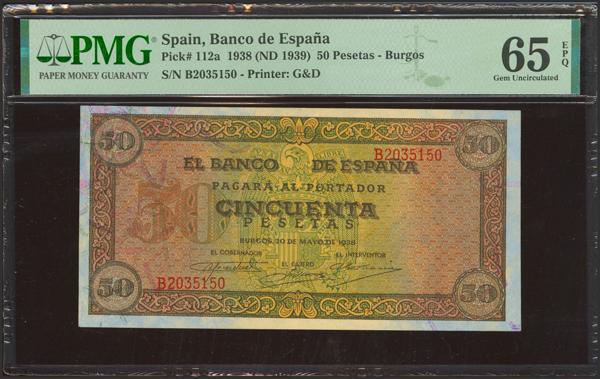 PMG
PAPER MONEY GUARANTY
Spain, Banco de España
Pick# 112a 1938 (ND 1939) 50 Pesetas - Burgos
S/N B2035150 - Printer: G&D
65 EPQ
Gem Uncirculated
50 50
EL BANCO DE ESPAÑA
B2035150
PAGARÁ AL PORTADOR
50
CINCUENTA
PESETAS
BURGOS, 20 DE MAYO DE 1938
EL GOBERNADOR EL CAJERO EL INTERVENTOR
B2035150
50 50